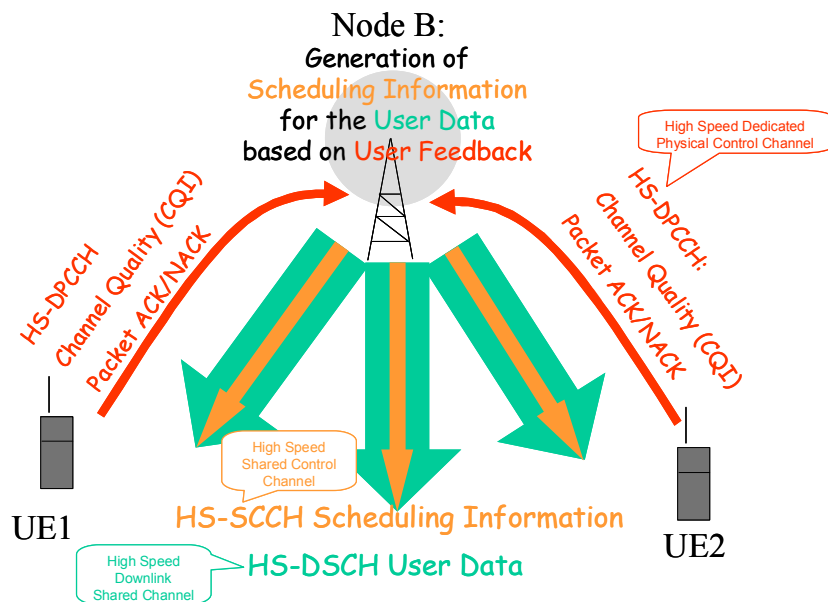 Node B:
Generation of
Scheduling Information
for the User Data
based on User Feedback
High Speed Dedicated
Physical Control Channel
HS-DPCCH
Channel Quality (CQI)
Packet ACK/NACK
HS-DPCCH:
Channel Quality (CQI)
Packet ACK/NACK
High Speed
Shared Control
Channel
UE1
HS-SCCH Scheduling Information
UE2
High Speed
Downlink
Shared Channel
HS-DSCH User Data